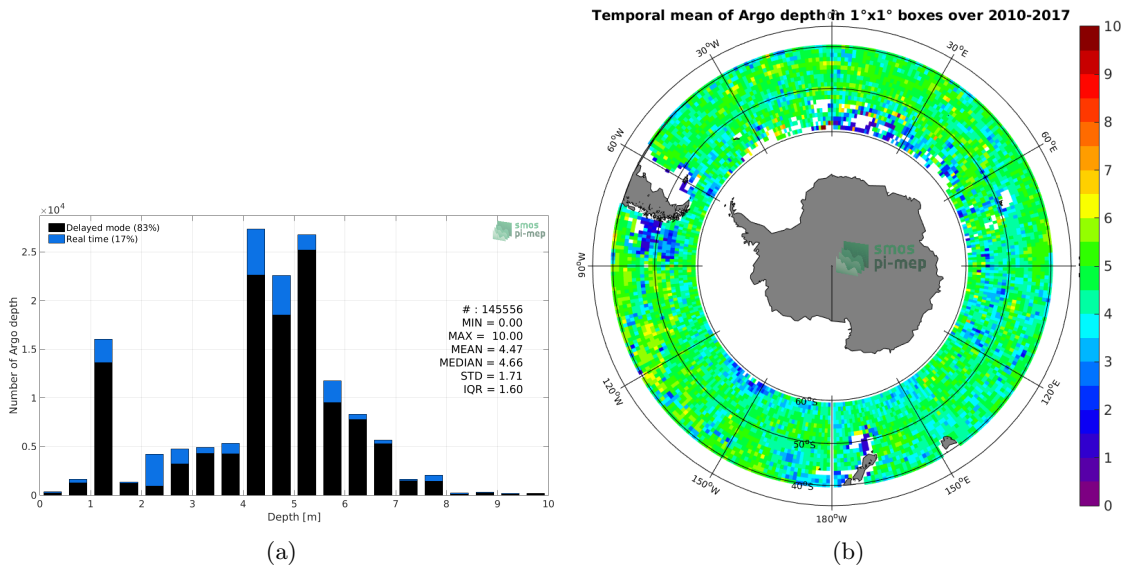 ×10⁴
Delayed mode (83%)
Real time (17%)
smos
pi-mep
2.5
2
1.5
1
0.5
0
Number of Argo depth
# : 145556
MIN = 0.00
MAX = 10.00
MEAN = 4.47
MEDIAN = 4.66
STD = 1.71
IQR = 1.60
0 1 2 3 4 5 6 7 8 9 10
Depth [m]
(a)
Temporal mean of Argo depth in 1°x1° boxes over 2010-2017
0°
30°W
30°E
60°W
60°E
90°W
smos
pi-mep
120°W
120°E
60°S
50°S
40°S
150°W
150°E
180°W
10
9
8
7
6
5
4
3
2
1
0
(b)